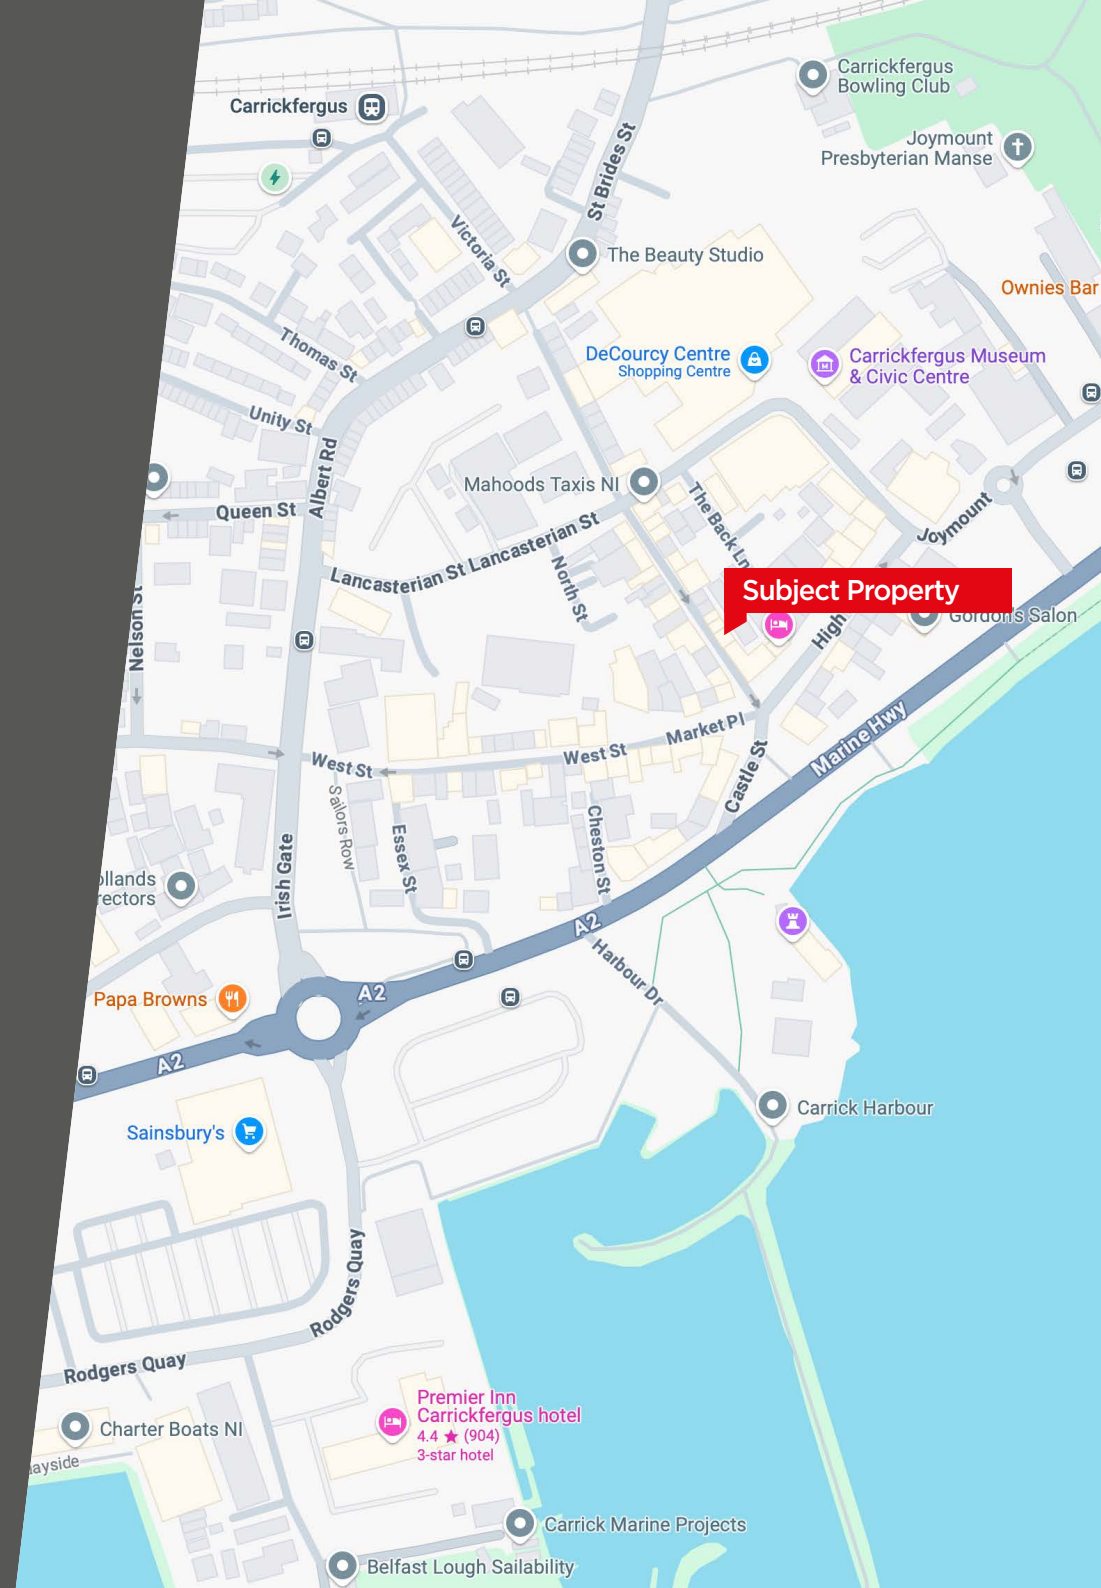 Carrickfergus
Bowling Club
Carrickfergus
Joymount
Presbyterian Manse
St Brides St
Victoria St
The Beauty Studio
Ownies Bar
Thomas St
DeCourcy Centre
Shopping Centre
Carrickfergus Museum
& Civic Centre
Unity St
Albert Rd
Mahoods Taxis NI
Queen St
The Back Ln
Joymount
Lancasterian St
Lancasterian St
North St
Subject Property
Nelson St
High
Gordon's Salon
Market Pl
West St
West St
Marine Hwy
Castle St
Sailors Row
Essex St
Cheston St
Irish Gate
ollands
rectors
A2
Harbour Dr
A2
Papa Browns
A2
Carrick Harbour
Sainsbury's
Rodgers Quay
Rodgers Quay
Premier Inn
Carrickfergus hotel
4.4 ★ (904)
3-star hotel
Charter Boats NI
ayside
Carrick Marine Projects
Belfast Lough Sailability